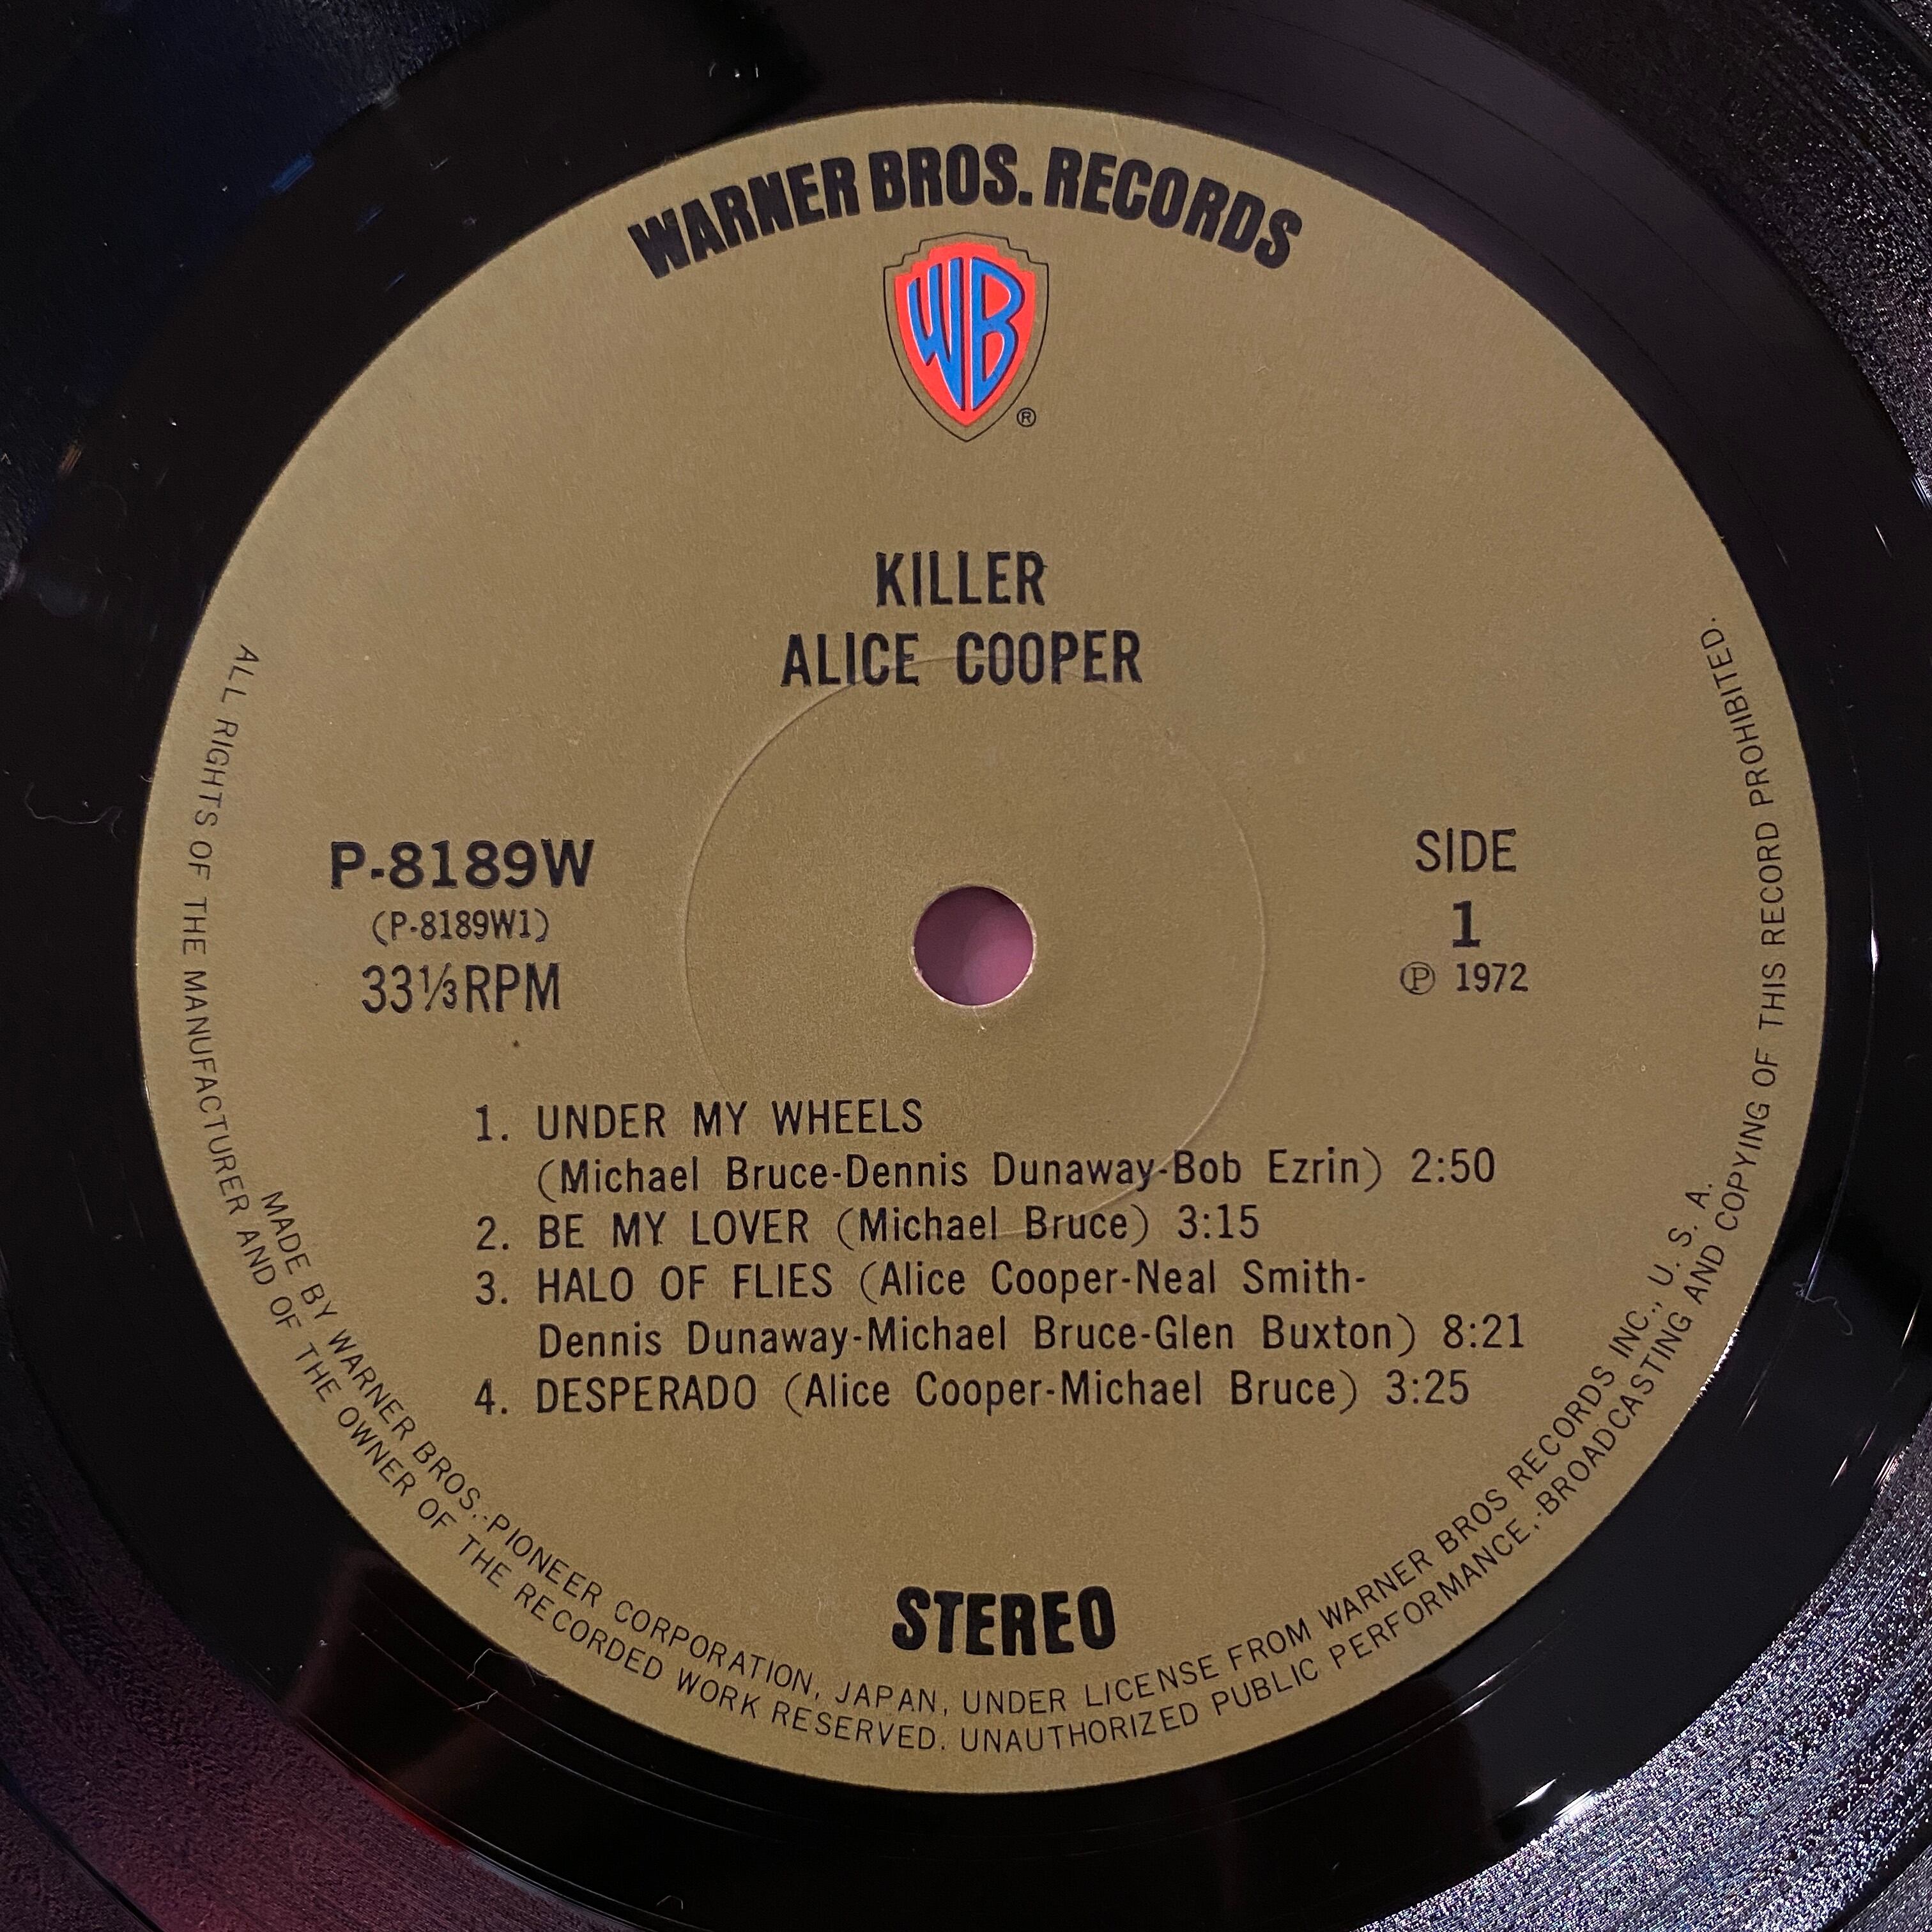 WARNER BROS. RECORDS
WB
®
KILLER
ALICE COOPER
P-8189W
(P-8189W1)
33⅓RPM
SIDE
1
Ⓟ 1972
1. UNDER MY WHEELS
(Michael Bruce-Dennis Dunaway-Bob Ezrin) 2:50
2. BE MY LOVER (Michael Bruce) 3:15
3. HALO OF FLIES (Alice Cooper-Neal Smith-
Dennis Dunaway-Michael Bruce-Glen Buxton) 8:21
4. DESPERADO (Alice Cooper-Michael Bruce) 3:25
STEREO
MADE BY WARNER BROS.-PIONEER CORPORATION, JAPAN, UNDER LICENSE FROM WARNER BROS RECORDS INC., U. S. A.
ALL RIGHTS OF THE MANUFACTURER AND OF THE OWNER OF THE RECORDED WORK RESERVED. UNAUTHORIZED PUBLIC PERFORMANCE,-BROADCASTING AND COPYING OF THIS RECORD PROHIBITED.